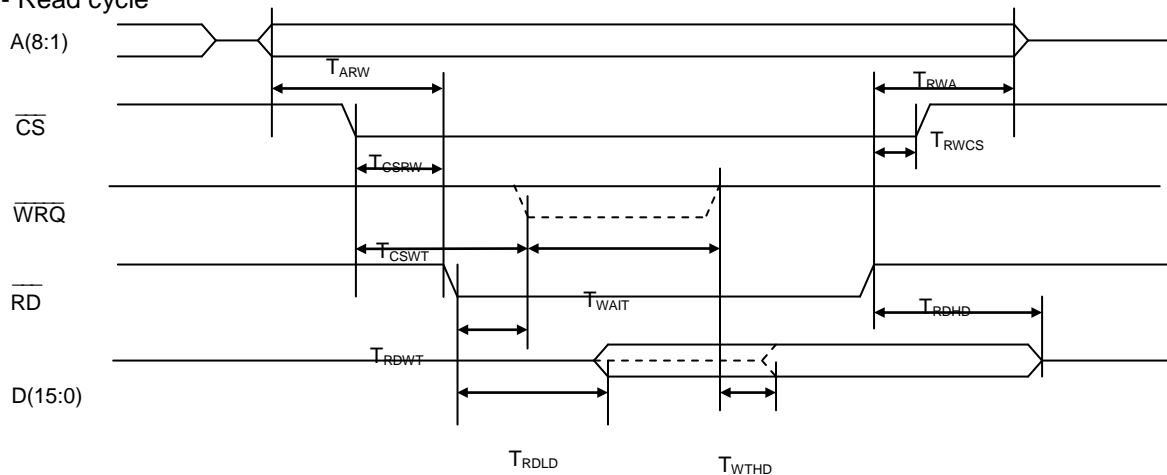 - Read cycle
A(8:1)
TARW
TRWA
CS
TRWCS
TCSRW
WRQ
TCSWT
RD
TWAIT
TRDHD
TRDWT
D(15:0)
TRDLD
TWTHD